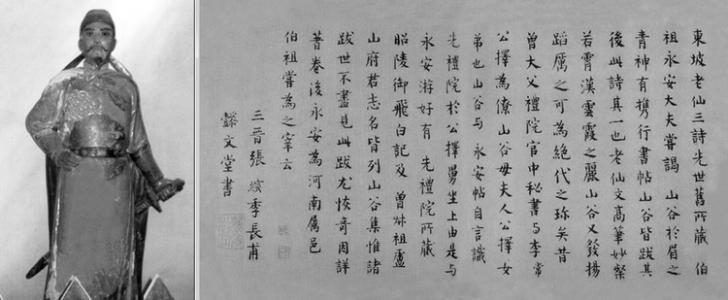 東坡老仙三詩先世舊所藏 伯
祖永安大夫嘗謁 山谷於眉之
青神有携行書帖山谷皆跋其
後此詩其一也老仙文高筆妙粲
若霄漢雲霞之麗山谷又發揚
蹈厲之可為絶代之珍矣昔
曾大父禮院官中秘書与李常
公擇為僚山谷母夫人公擇女
弟也山谷与 永安帖自言識
先禮院於公擇舅坐上由是与
永安游好有 先禮院所藏
昭陵御飛白記及 曾叔祖盧
山府君志名皆列山谷集惟諸
跋世不盡見此跋尤恢奇因詳
著卷後永安為河南屬邑
伯祖嘗為之宰云
三晉張縯季長甫
懿文堂書